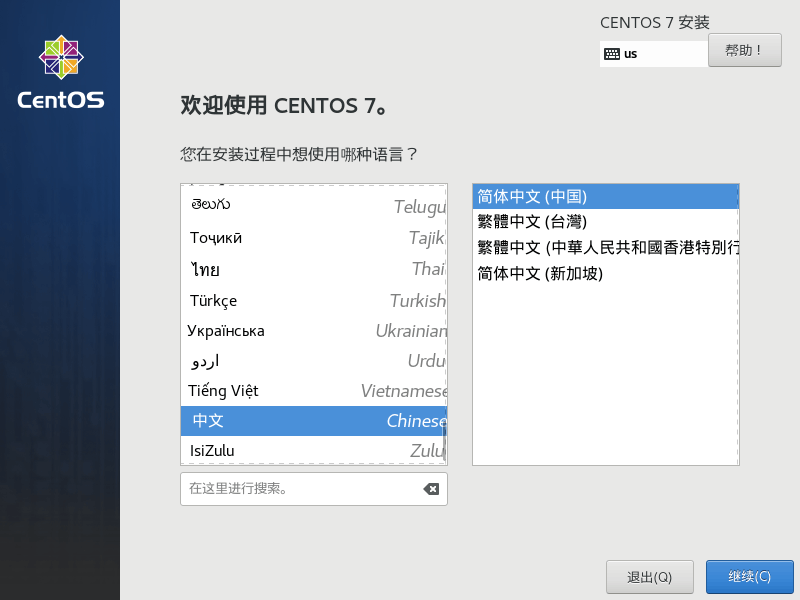 CentOS
CENTOS 7 安装
us
帮助！
欢迎使用 CENTOS 7。
您在安装过程中想使用哪种语言？
తెలుగు Telugu
Тоҷикӣ Tajik
ไทย Thai
Türkçe Turkish
Українська Ukrainian
اردو Urdu
Tiếng Việt Vietnamese
中文 Chinese
IsiZulu Zulu
简体中文 (中国)
繁體中文 (台灣)
繁體中文 (中華人民共和國香港特別行
简体中文 (新加坡)
在这里进行搜索。
退出(Q)
继续(C)